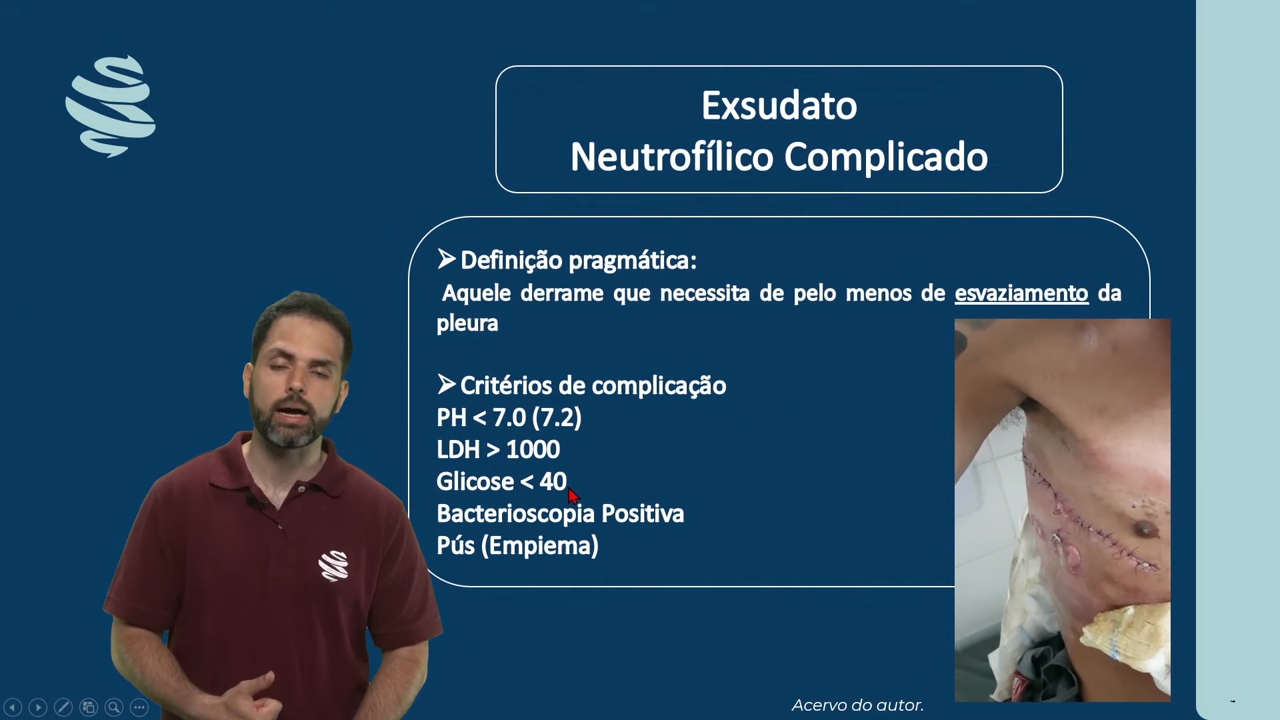 Exsudato
Neutrofílico Complicado
➢Definição pragmática:
Aquele derrame que necessita de pelo menos de esvaziamento da
pleura
➢Critérios de complicação
PH < 7.0 (7.2)
LDH > 1000
Glicose < 40
Bacterioscopia Positiva
Pús (Empiema)
Acervo do autor.